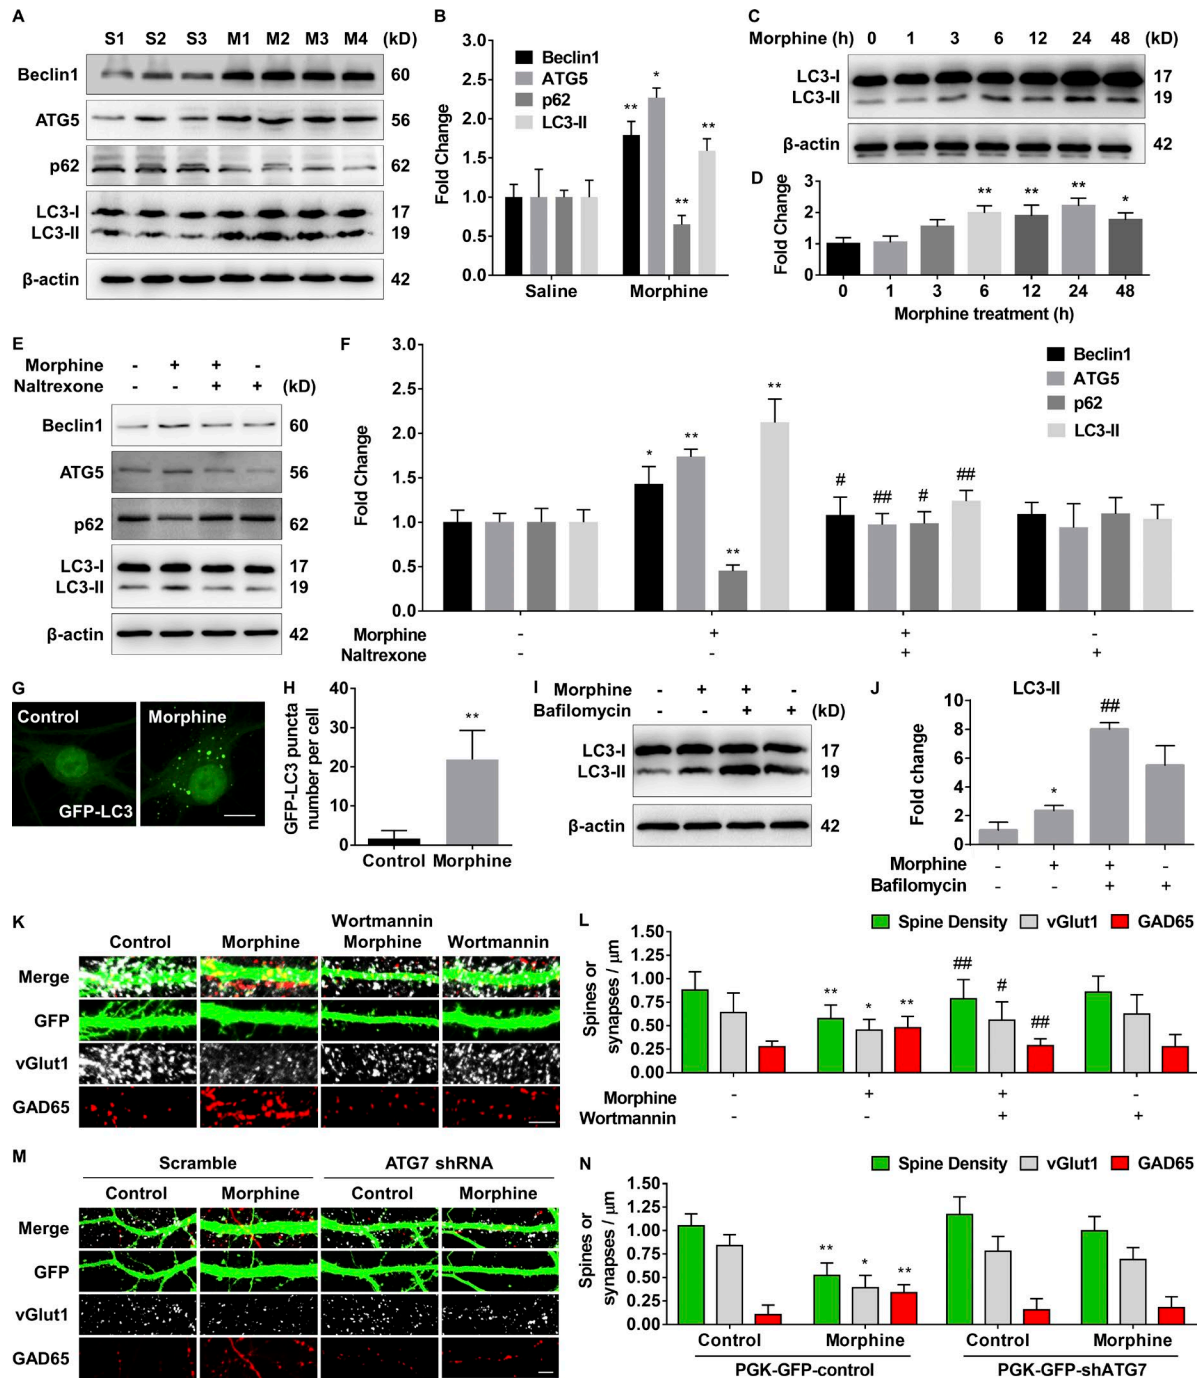 A
S1 S2 S3 M1 M2 M3 M4 (kD)
Beclin1 60
ATG5 56
p62 62
LC3-I 17
LC3-II 19
β-actin 42
B
Fold Change
3.0
2.5
2.0
1.5
1.0
0.5
0.0
Beclin1
ATG5
p62
LC3-II
** * ** **
Saline Morphine
C
Morphine (h) 0 1 3 6 12 24 48 (kD)
LC3-I 17
LC3-II 19
β-actin 42
D
Fold Change
3
2
1
0
** ** ** *
0 1 3 6 12 24 48
Morphine treatment (h)
E
Morphine - + + -
Naltrexone - - + + (kD)
Beclin1 60
ATG5 56
p62 62
LC3-I 17
LC3-II 19
β-actin 42
F
Fold Change
3.0
2.5
2.0
1.5
1.0
0.5
0.0
Beclin1
ATG5
p62
LC3-II
* ** ** **
# ## # ##
Morphine - + + -
Naltrexone - - + +
G
Control Morphine
GFP-LC3
H
GFP-LC3 puncta
number per cell
40
30
20
10
0
**
Control Morphine
I
Morphine - + + -
Bafilomycin - - + + (kD)
LC3-I 17
LC3-II 19
β-actin 42
J
LC3-II
Fold change
10
8
6
4
2
0
* ##
Morphine - + + -
Bafilomycin - - + +
K
Wortmannin
Control Morphine Morphine Wortmannin
Merge
GFP
vGlut1
GAD65
L
Spine Density vGlut1 GAD65
Spines or
synapses / μm
1.50
1.25
1.00
0.75
0.50
0.25
0.00
** * **
## # ##
Morphine - + + -
Wortmannin - - + +
M
Scramble ATG7 shRNA
Control Morphine Control Morphine
Merge
GFP
vGlut1
GAD65
N
Spine Density vGlut1 GAD65
Spines or
synapses / μm
1.50
1.25
1.00
0.75
0.50
0.25
0.00
** * **
Control Morphine Control Morphine
PGK-GFP-control PGK-GFP-shATG7